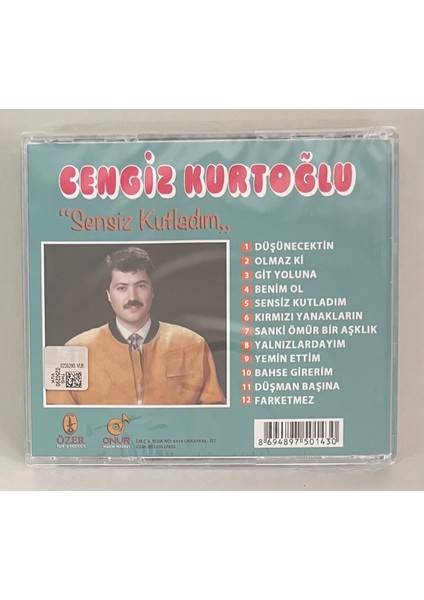 CENGİZ KURTOĞLU
“Sensiz Kutladım„
1 DÜŞÜNECEKTİN
2 OLMAZ Kİ
3 GİT YOLUNA
4 BENİM OL
5 SENSİZ KUTLADIM
6 KIRMIZI YANAKLARIN
7 SANKİ ÖMÜR BİR AŞKLIK
8 YALNIZLARDAYIM
9 YEMİN ETTİM
10 BAHSE GİRERİM
11 DÜŞMAN BAŞINA
12 FARKETMEZ
ÖZER
ONUR
8 694897 501430